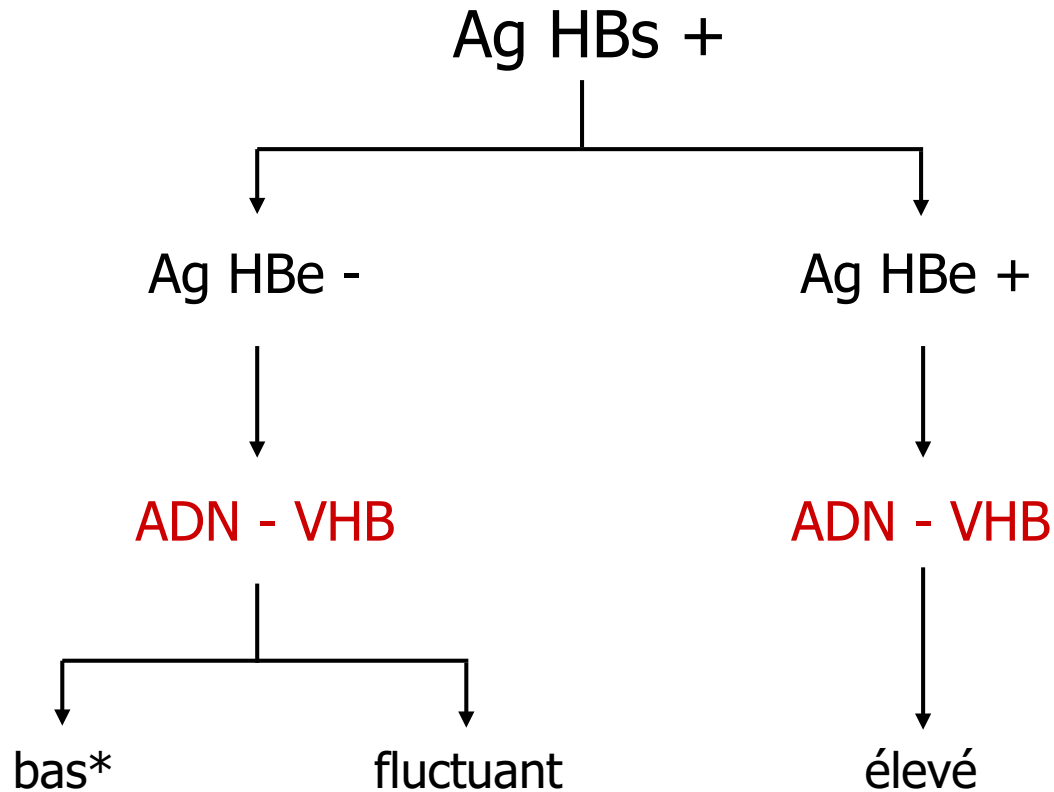 Ag HBs +
Ag HBe -
Ag HBe +
ADN - VHB
ADN - VHB
bas*
fluctuant
élevé